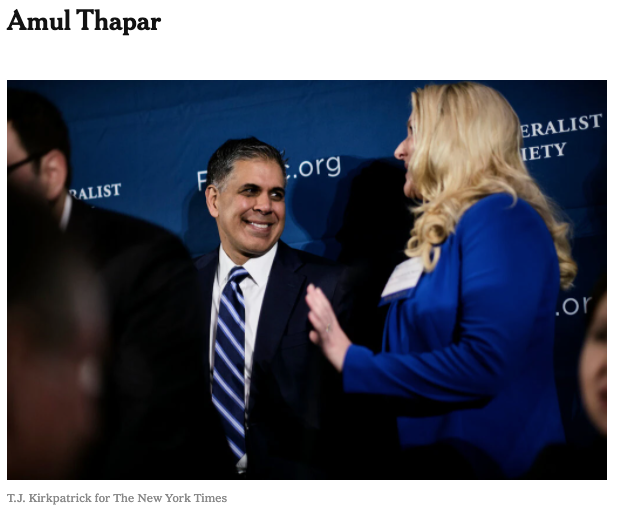 Amul Thapar
ERALIST
IETY
F
C.org
RALIST
.or
T.J. Kirkpatrick for The New York Times